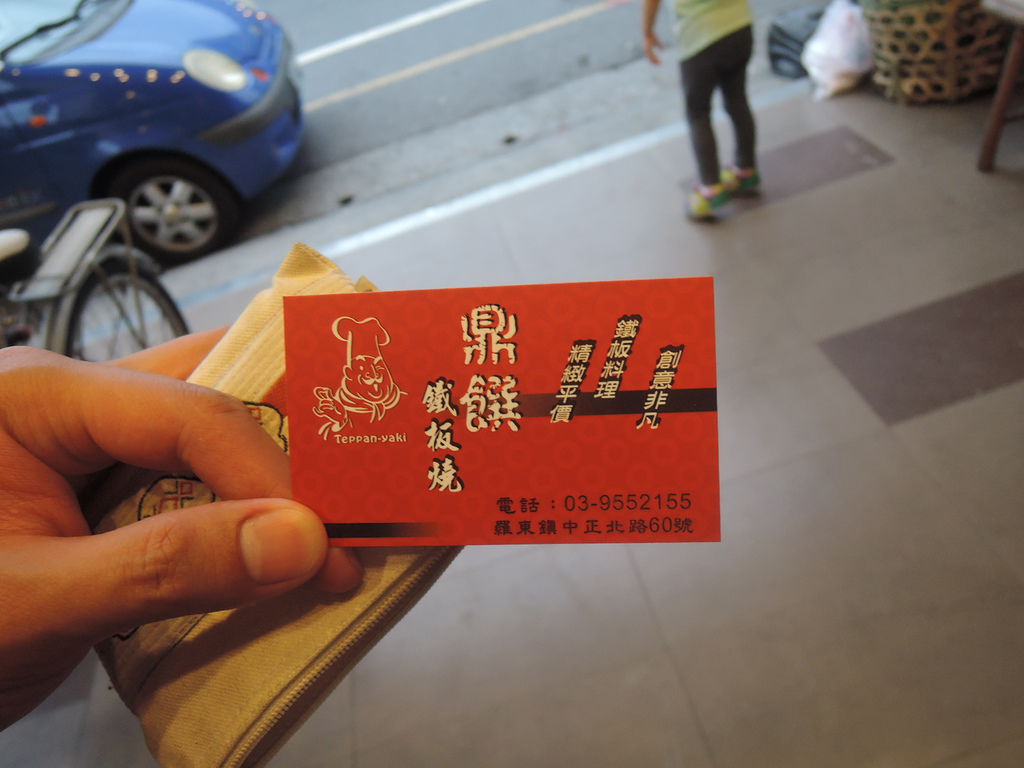 鼎饌
鐵板燒
Teppan-yaki
創意非凡
鐵板料理
精緻平價
電話：03-9552155
羅東鎮中正北路60號